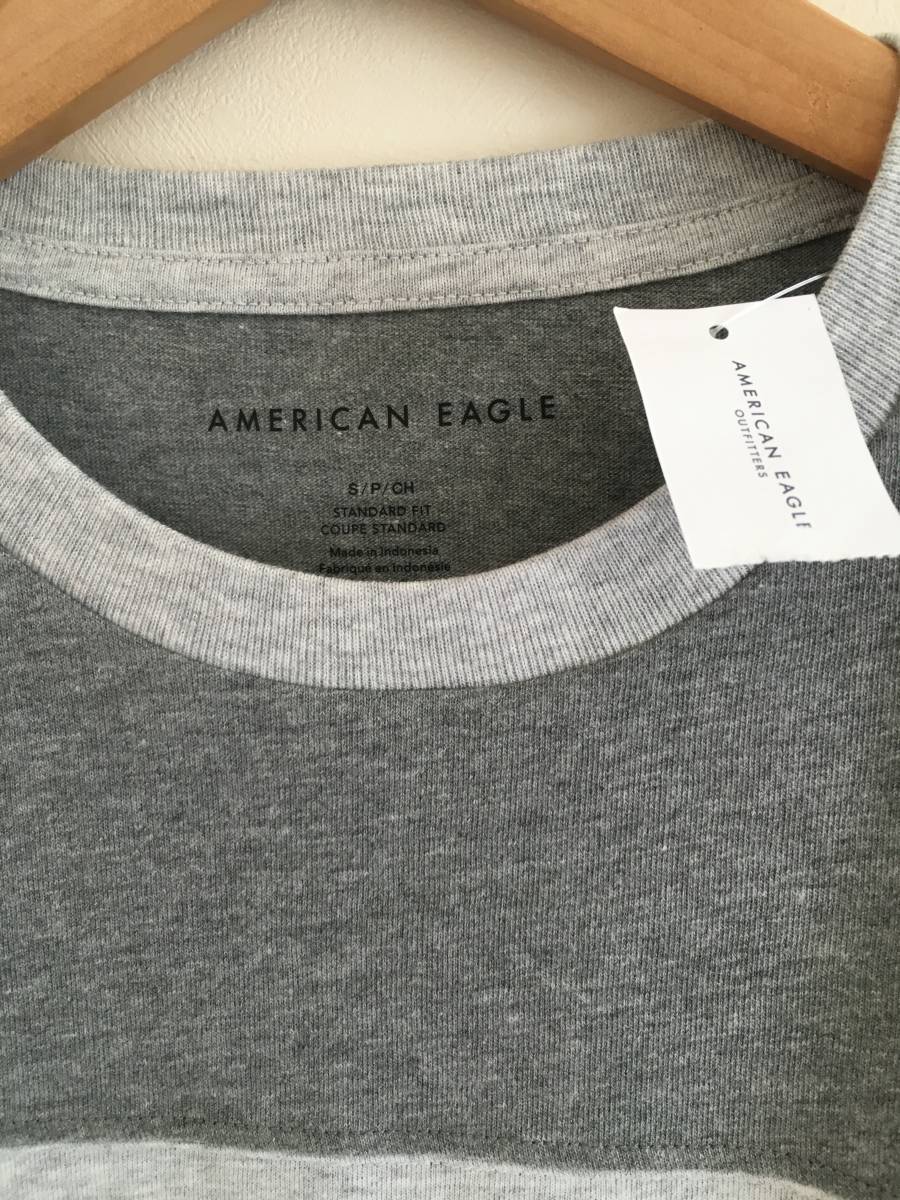 AMERICAN EAGLE
S/P/CH
STANDARD FIT
COUPE STANDARD
Made in Indonesia
Fabriqué en Indonésie
AMERICAN EAGLE
OUTFITTERS